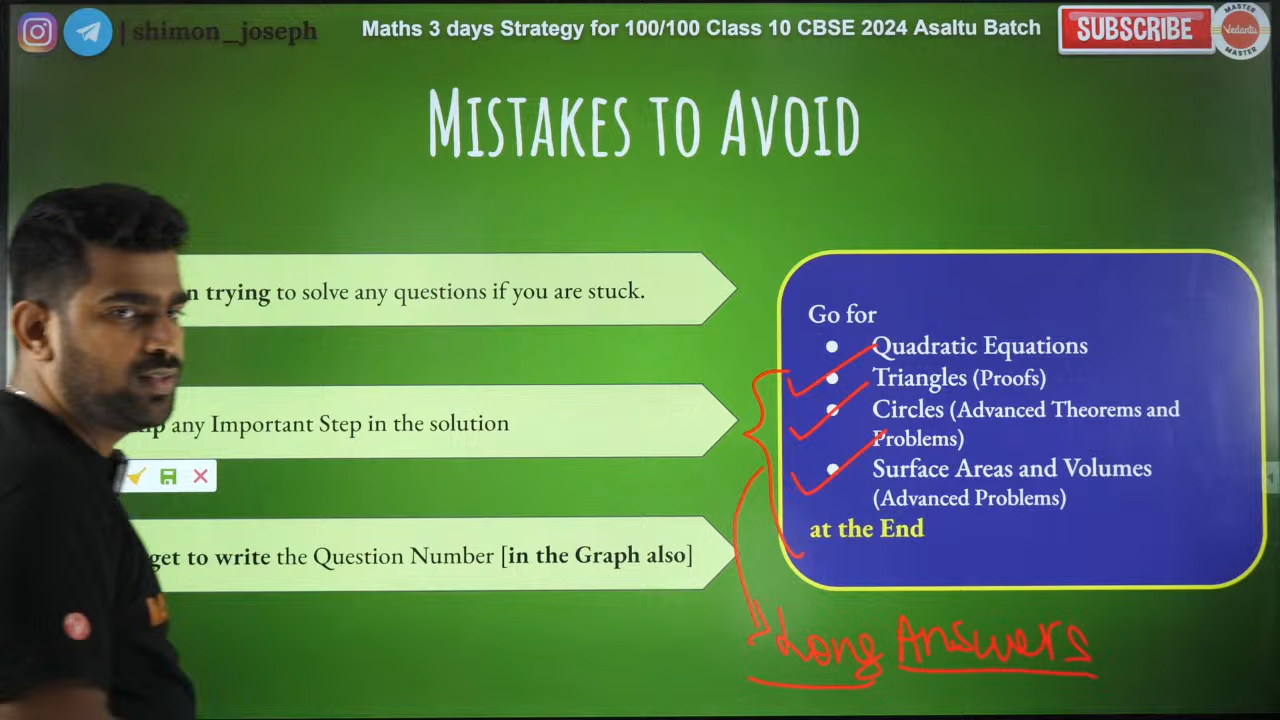 | shimon_joseph
Maths 3 days Strategy for 100/100 Class 10 CBSE 2024 Asaltu Batch
SUBSCRIBE
MASTER
Vedantu
MASTER
MISTAKES TO AVOID
trying to solve any questions if you are stuck.
any Important Step in the solution
to write the Question Number [in the Graph also]
Go for
● Quadratic Equations
● Triangles (Proofs)
● Circles (Advanced Theorems and
Problems)
● Surface Areas and Volumes
(Advanced Problems)
at the End
Long Answers